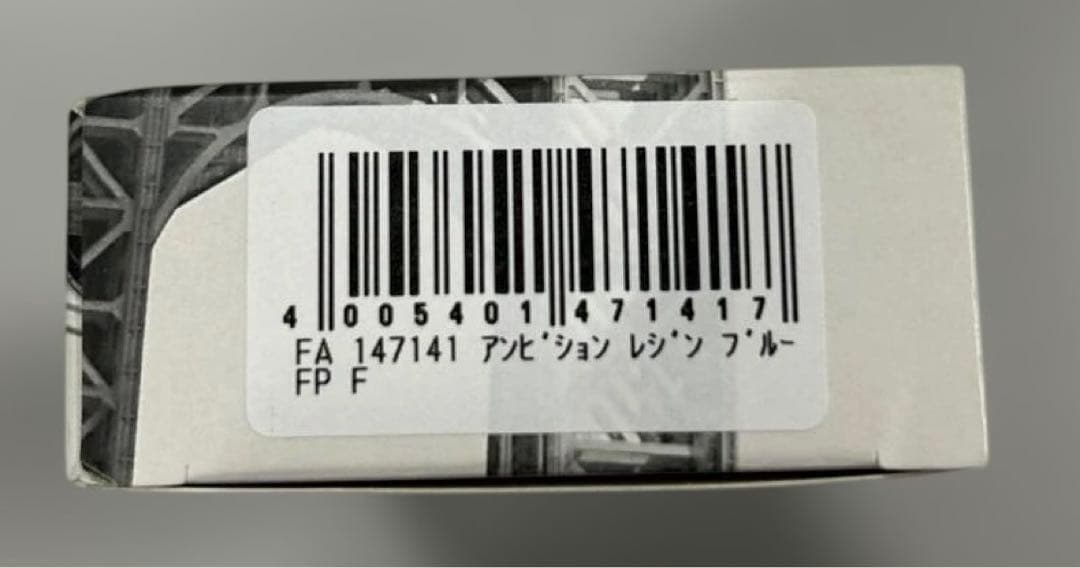 4 005401 471417
FA 147141 ｱﾝﾋﾞｼｮﾝ ﾚｼﾞﾝ ﾌﾞﾙｰ
FP F